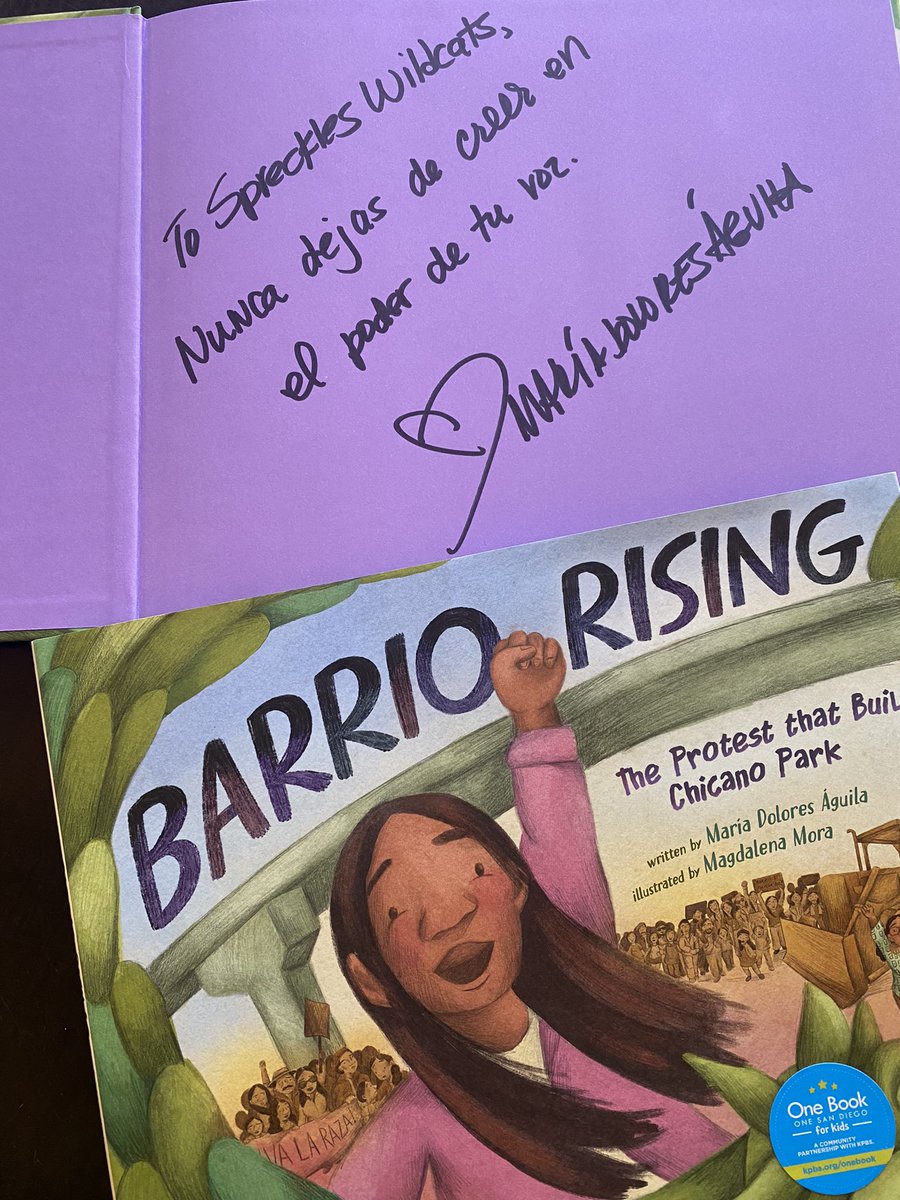 To Spreckles Wildcats,
Nunca dejas de creer en
el poder de tu voz.
MARÍA DOLORES ÁGUILA
BARRIO RISING
The Protest that Buil
Chicano Park
written by María Dolores Águila
illustrated by Magdalena Mora
VA LA RAZA!
One Book
ONE SAN DIEGO
for kids
A COMMUNITY
PARTNERSHIP WITH KPBS.
kpbs.org/onebook